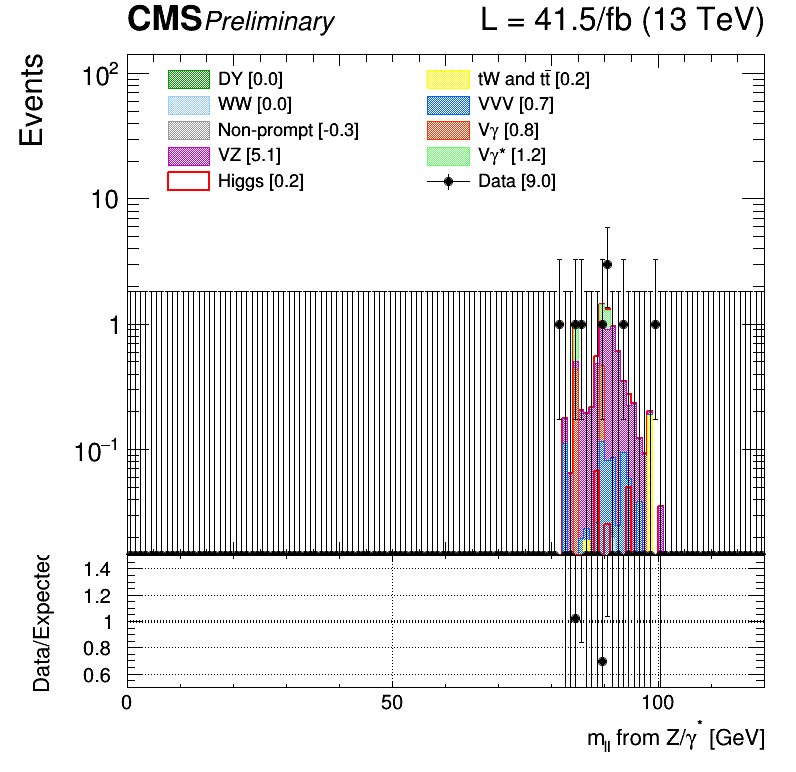 CMS Preliminary L = 41.5/fb (13 TeV)
Events
10²
10
1
10⁻¹
DY [0.0]
WW [0.0]
Non-prompt [-0.3]
VZ [5.1]
Higgs [0.2]
tW and tt̄ [0.2]
VVV [0.7]
Vγ [0.8]
Vγ* [1.2]
Data [9.0]
Data/Expected
1.4
1.2
1
0.8
0.6
0 50 100
m_ll from Z/γ* [GeV]